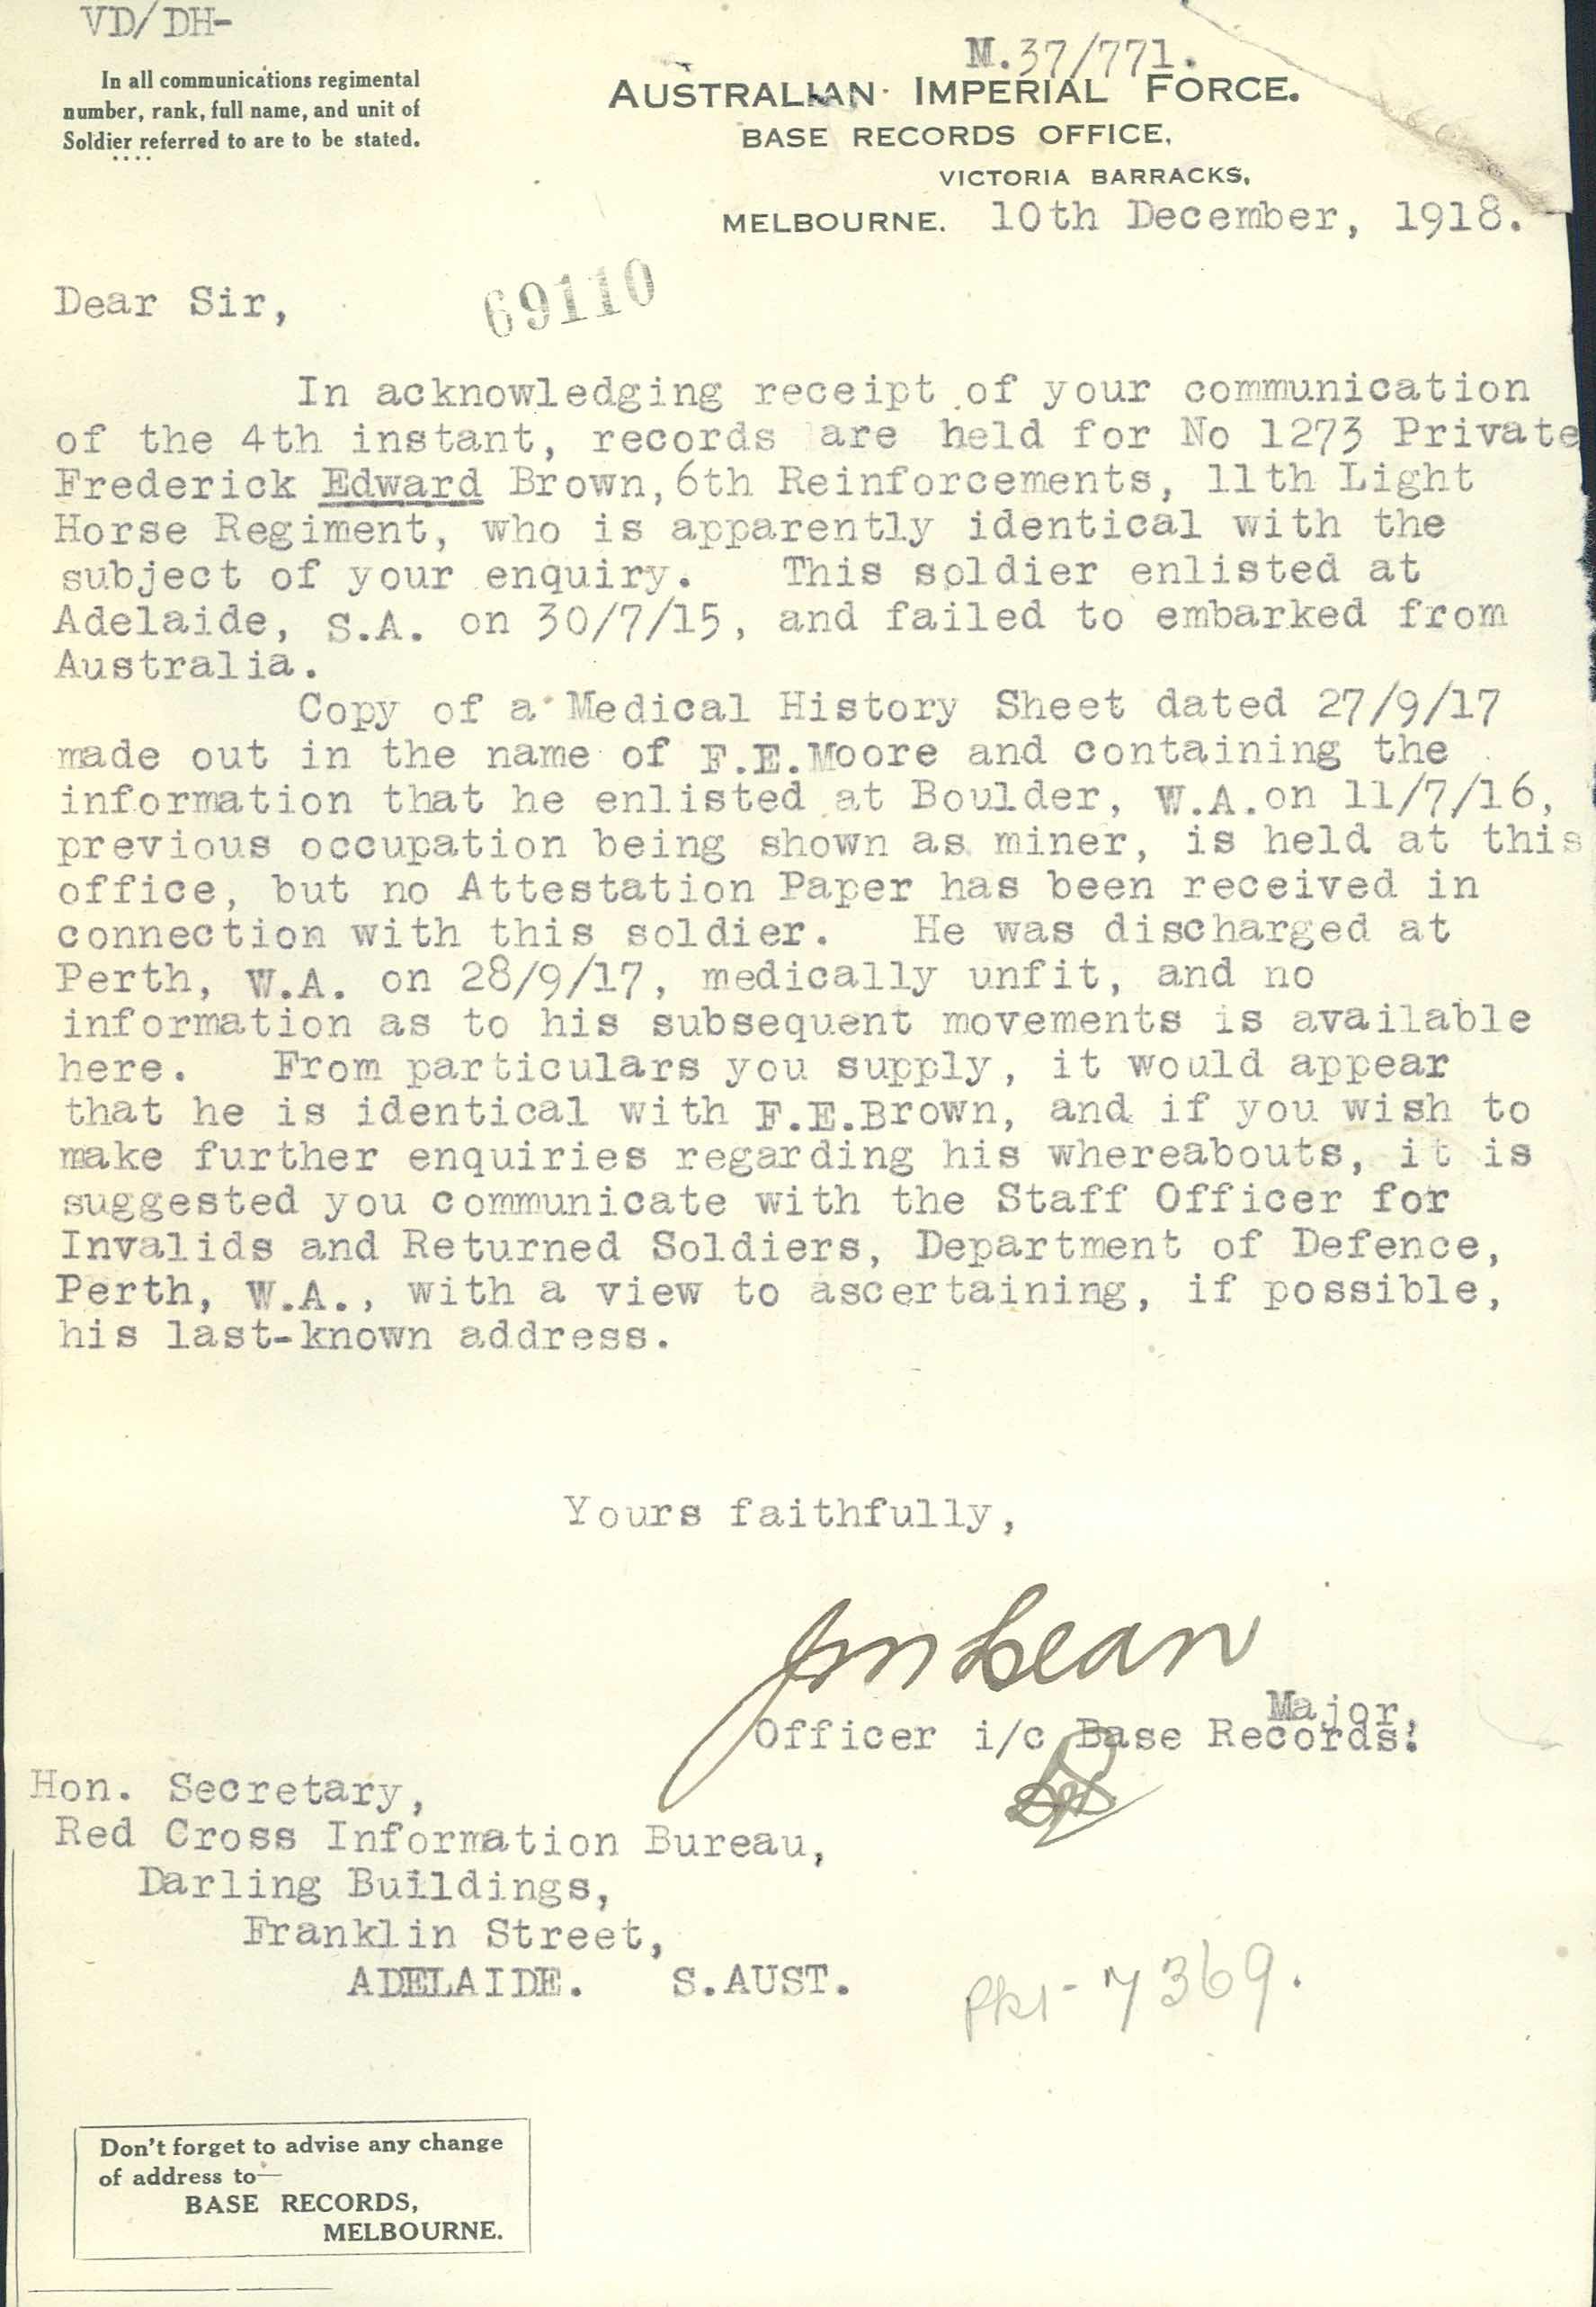 VD/DH-
In all communications regimental
number, rank, full name, and unit of
Soldier referred to are to be stated.
M.37/771.
AUSTRALIAN IMPERIAL FORCE.
BASE RECORDS OFFICE,
VICTORIA BARRACKS,
MELBOURNE. 10th December, 1918.
69110
Dear Sir,
In acknowledging receipt of your communication
of the 4th instant, records are held for No 1273 Private
Frederick Edward Brown, 6th Reinforcements, 11th Light
Horse Regiment, who is apparently identical with the
subject of your enquiry. This soldier enlisted at
Adelaide, S.A. on 30/7/15, and failed to embarked from
Australia.
Copy of a Medical History Sheet dated 27/9/17
made out in the name of F.E.Moore and containing the
information that he enlisted at Boulder, W.A.on 11/7/16,
previous occupation being shown as miner, is held at this
office, but no Attestation Paper has been received in
connection with this soldier. He was discharged at
Perth, W.A. on 28/9/17, medically unfit, and no
information as to his subsequent movements is available
here. From particulars you supply, it would appear
that he is identical with F.E.Brown, and if you wish to
make further enquiries regarding his whereabouts, it is
suggested you communicate with the Staff Officer for
Invalids and Returned Soldiers, Department of Defence,
Perth, W.A., with a view to ascertaining, if possible,
his last-known address.
Yours faithfully,
JM Lean
Major,
Officer i/c Base Records.
Hon. Secretary,
Red Cross Information Bureau,
Darling Buildings,
Franklin Street,
ADELAIDE. S.AUST.
7369.
Don't forget to advise any change
of address to—
BASE RECORDS,
MELBOURNE.